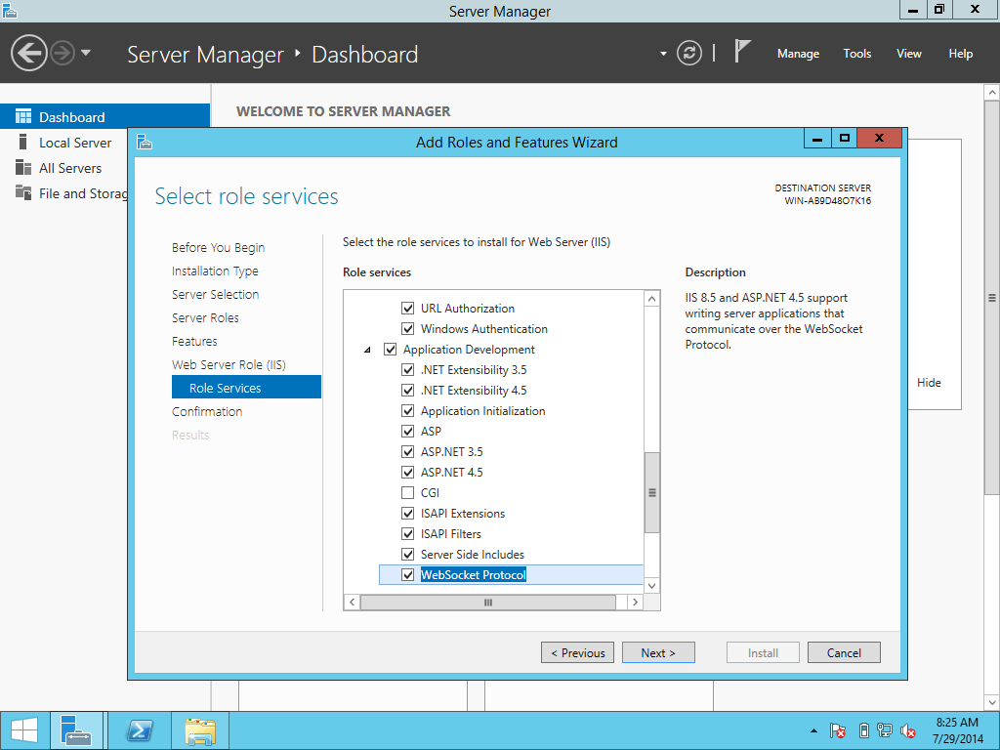 Server Manager
Server Manager ‣ Dashboard
Manage
Tools
View
Help
Dashboard
Local Server
All Servers
File and Storag
WELCOME TO SERVER MANAGER
Hide
Add Roles and Features Wizard
Select role services
DESTINATION SERVER
WIN-AB9D48O7K16
Before You Begin
Installation Type
Server Selection
Server Roles
Features
Web Server Role (IIS)
Role Services
Confirmation
Results
Select the role services to install for Web Server (IIS)
Role services
URL Authorization
Windows Authentication
Application Development
.NET Extensibility 3.5
.NET Extensibility 4.5
Application Initialization
ASP
ASP.NET 3.5
ASP.NET 4.5
CGI
ISAPI Extensions
ISAPI Filters
Server Side Includes
WebSocket Protocol
Description
IIS 8.5 and ASP.NET 4.5 support
writing server applications that
communicate over the WebSocket
Protocol.
< Previous
Next >
Install
Cancel
8:25 AM
7/29/2014